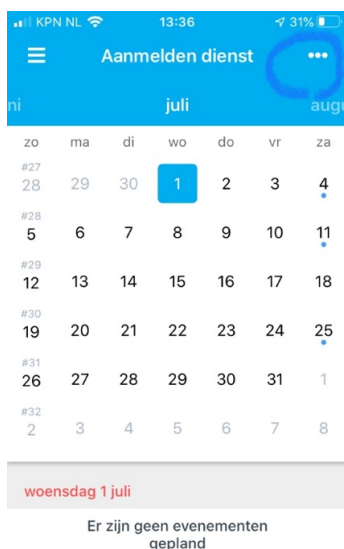 KPN NL 13:36 31%
Aanmelden dienst
ni juli augu
zo ma di wo do vr za
#27
28 29 30 1 2 3 4
#28
5 6 7 8 9 10 11
#29
12 13 14 15 16 17 18
#30
19 20 21 22 23 24 25
#31
26 27 28 29 30 31 1
#32
2 3 4 5 6 7 8
woensdag 1 juli
Er zijn geen evenementen
gepland